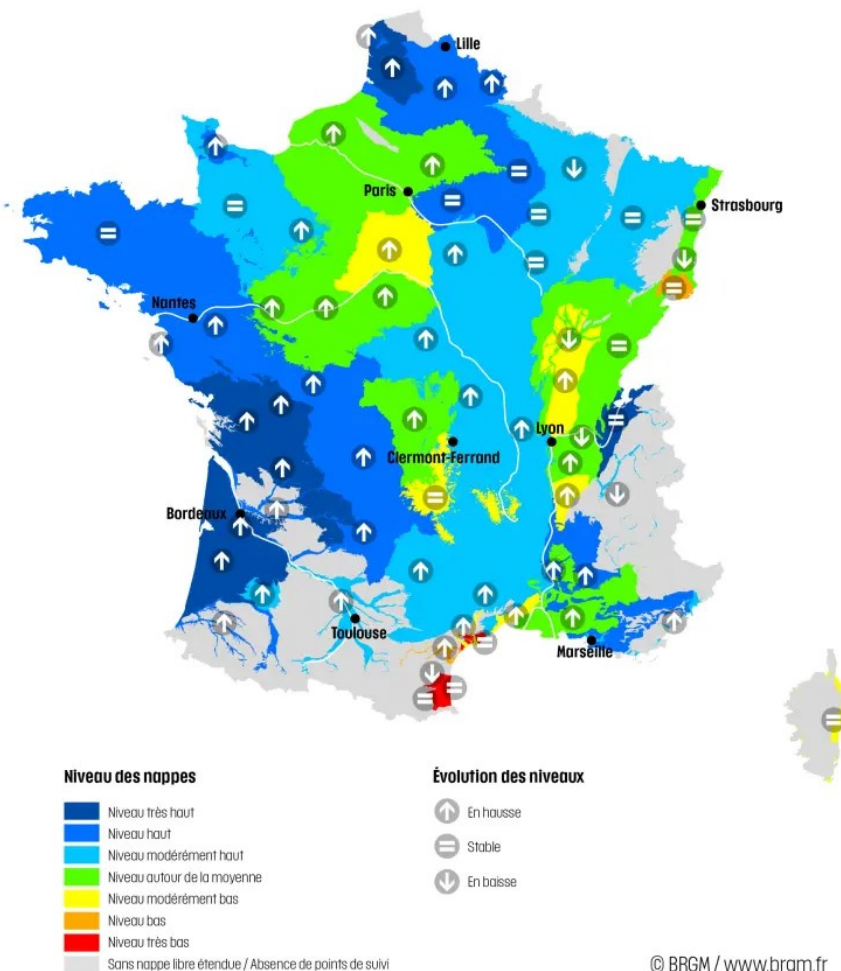 Lille
Paris
Strasbourg
Nantes
Lyon
Clermont-Ferrand
Bordeaux
Toulouse
Marseille
Niveau des nappes
Niveau très haut
Niveau haut
Niveau modérément haut
Niveau autour de la moyenne
Niveau modérément bas
Niveau bas
Niveau très bas
Sans nappe libre étendue / Absence de points de suivi
Évolution des niveaux
En hausse
Stable
En baisse
© BRGM / www.brgm.fr